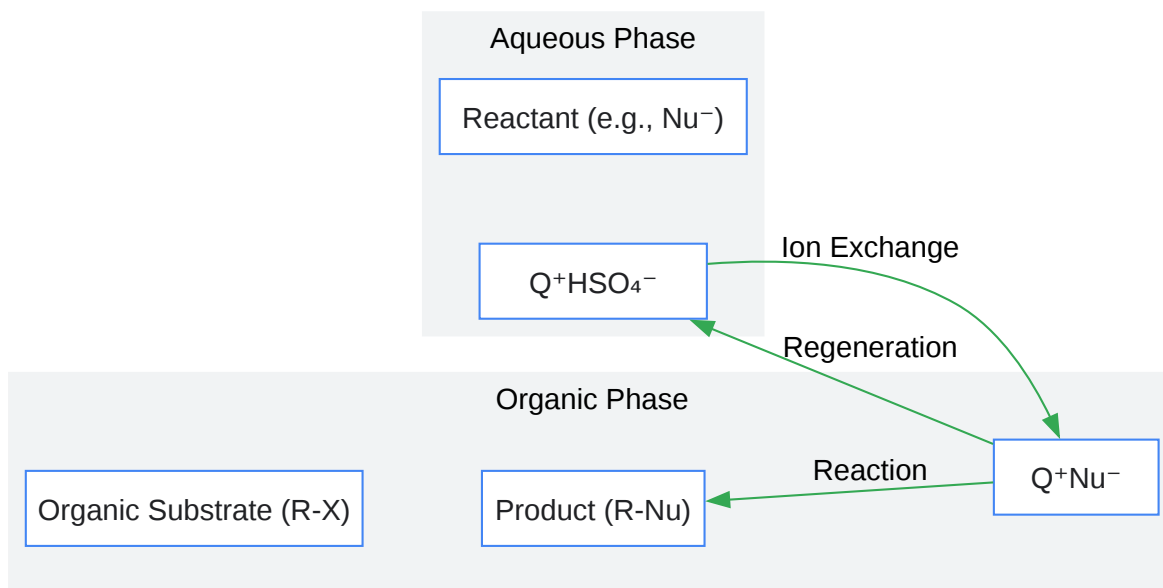 Aqueous Phase
Reactant (e.g., Nu⁻)
Ion Exchange
Q⁺HSO₄⁻
Regeneration
Organic Phase
Reaction
Q⁺Nu⁻
Organic Substrate (R-X)
Product (R-Nu)